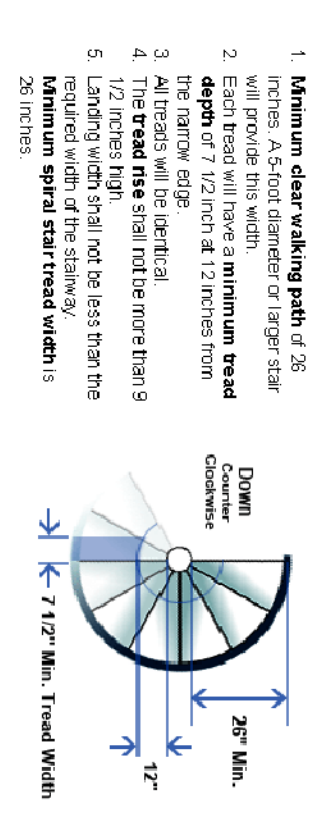 1. Minimum clear walking path of 26
inches. A 5-foot diameter or larger stair
will provide this width.
2. Each tread will have a minimum tread
depth of 7 1/2 inch at 12 inches from
the narrow edge.
3. All treads will be identical.
4. The tread rise shall not be more than 9
1/2 inches high.
5. Landing width shall not be less than the
required width of the stairway.
Minimum spiral stair tread width is
26 inches.
Down
Counter
Clockwise
26" Min.
12"
7 1/2" Min. Tread Width